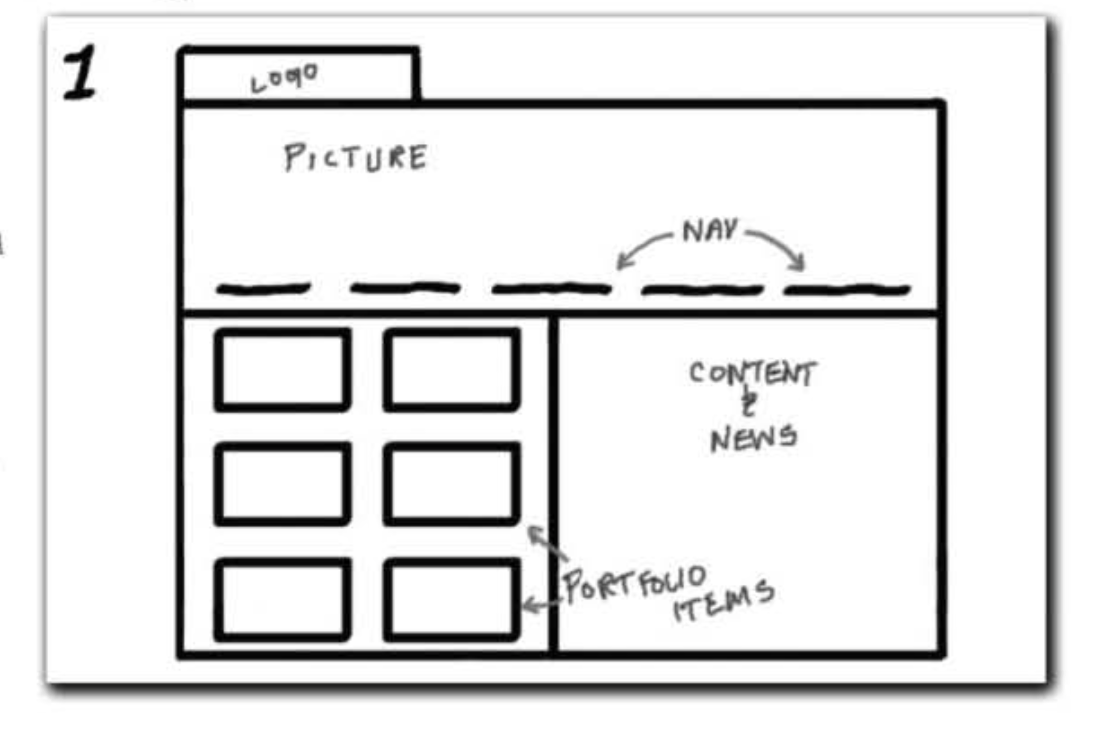 1
LOGO
PICTURE
NAV
CONTENT
&
NEWS
PORTFOLIO
ITEMS